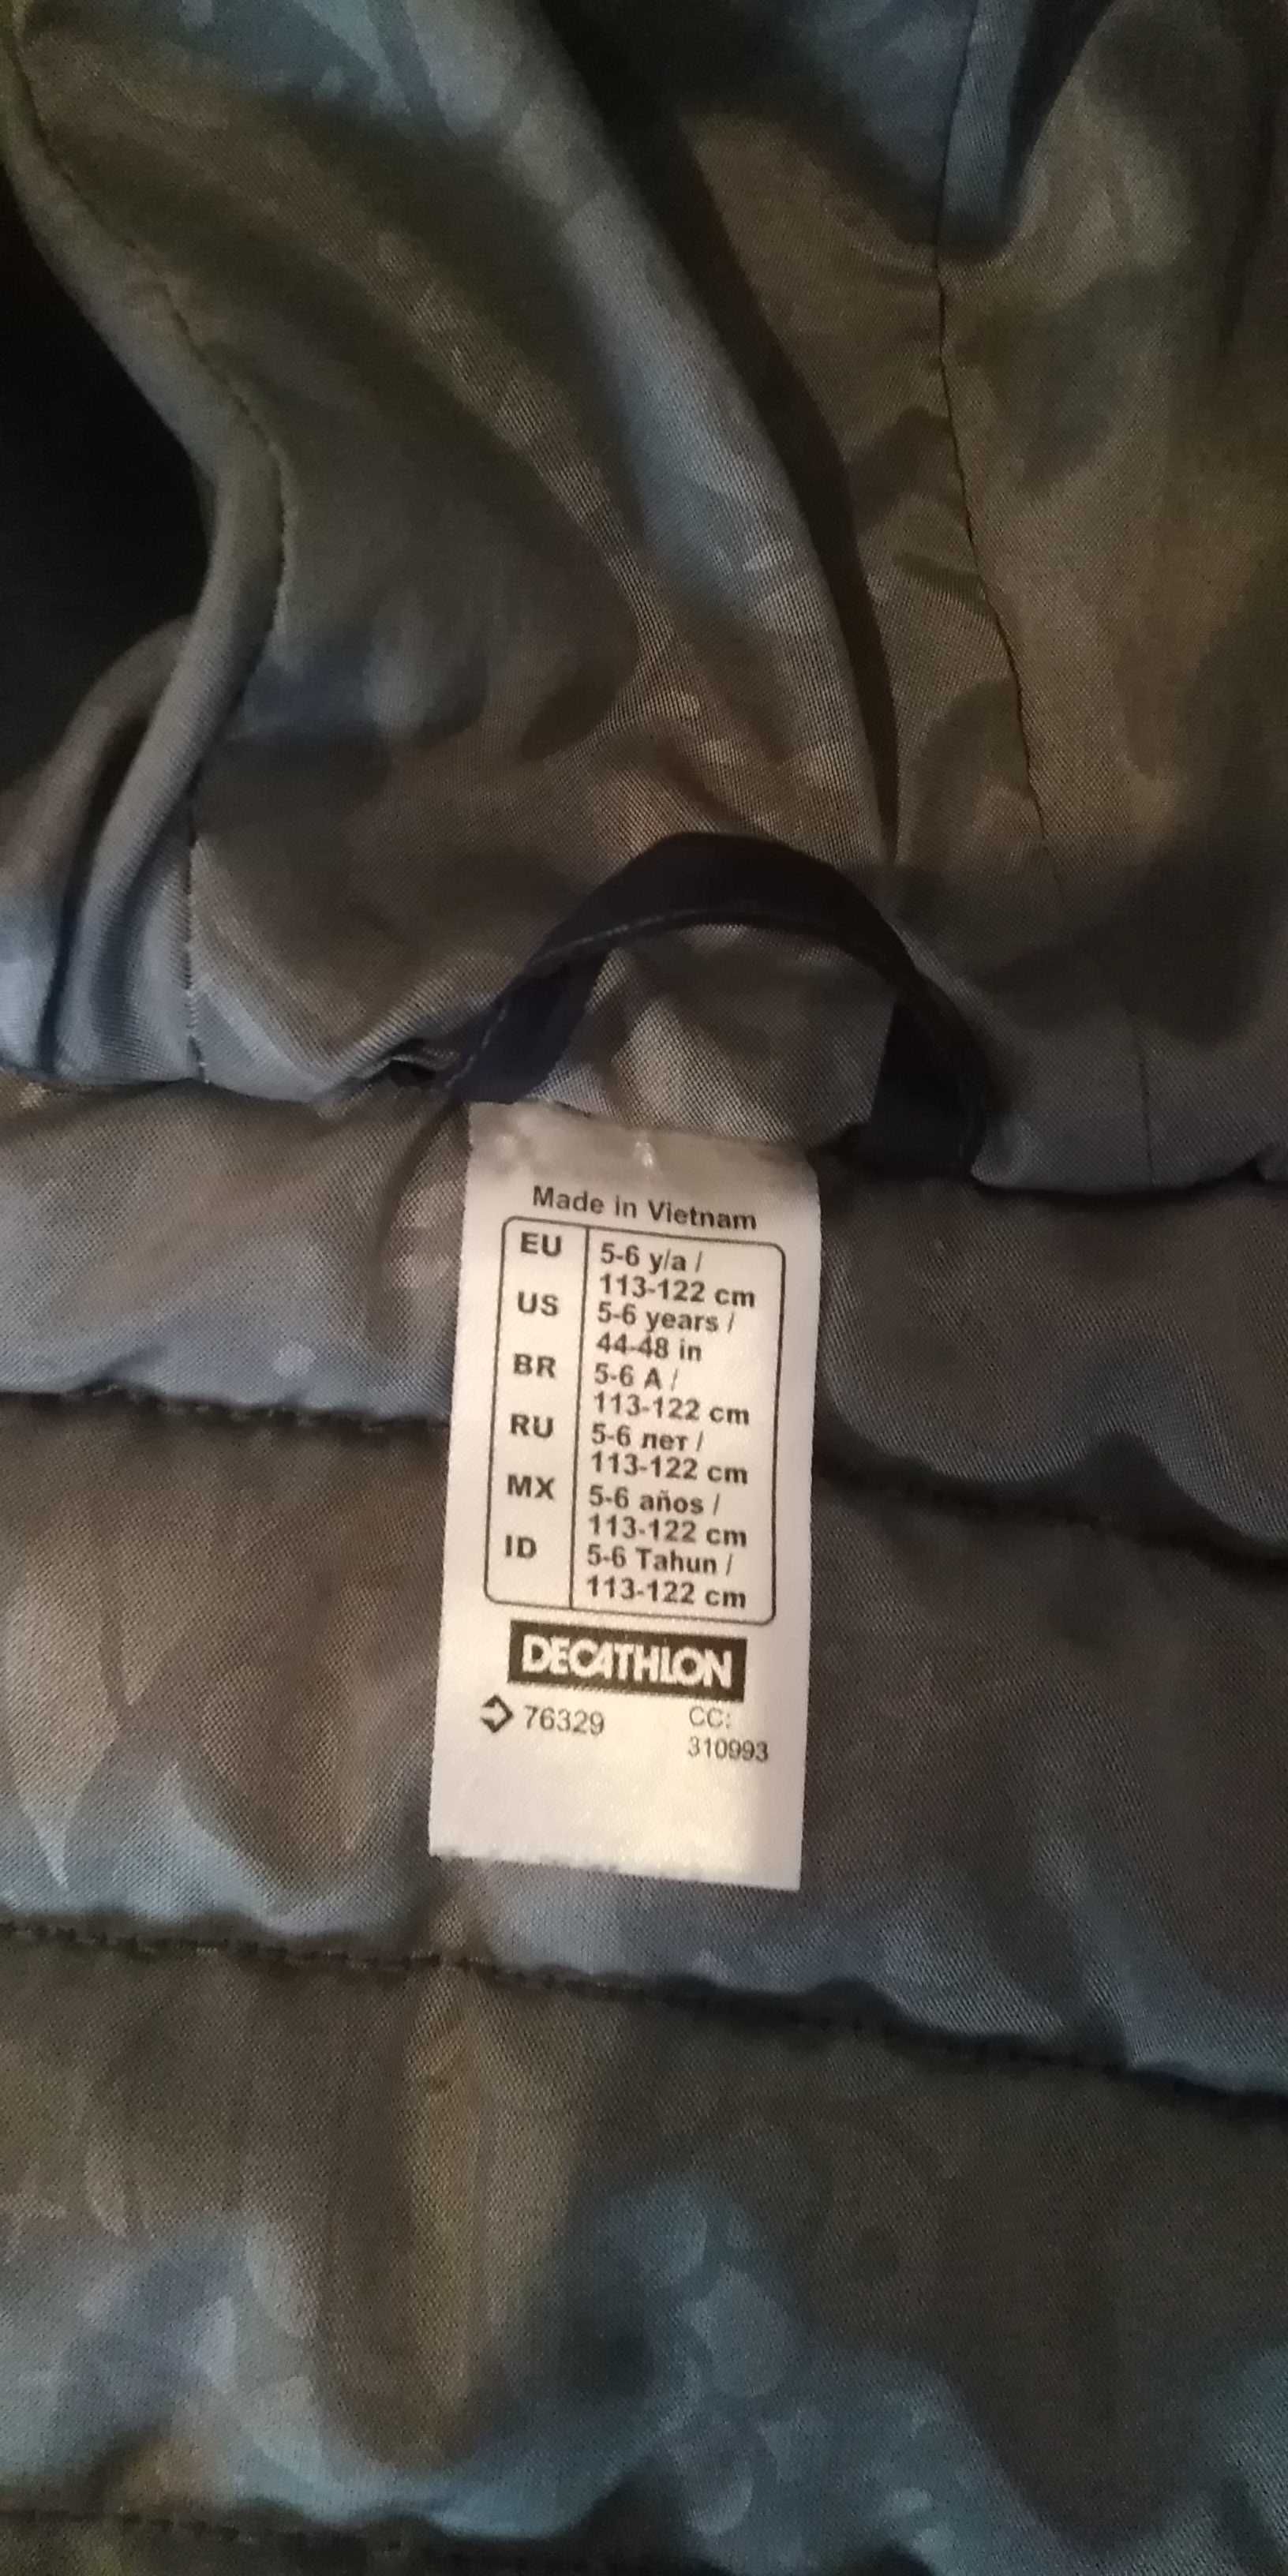 Made in Vietnam
EU 5-6 y/a /
113-122 cm
US 5-6 years /
44-48 in
BR 5-6 A /
113-122 cm
RU 5-6 лет /
113-122 cm
MX 5-6 años /
113-122 cm
ID 5-6 Tahun /
113-122 cm
DECATHLON
76329 CC:
310993